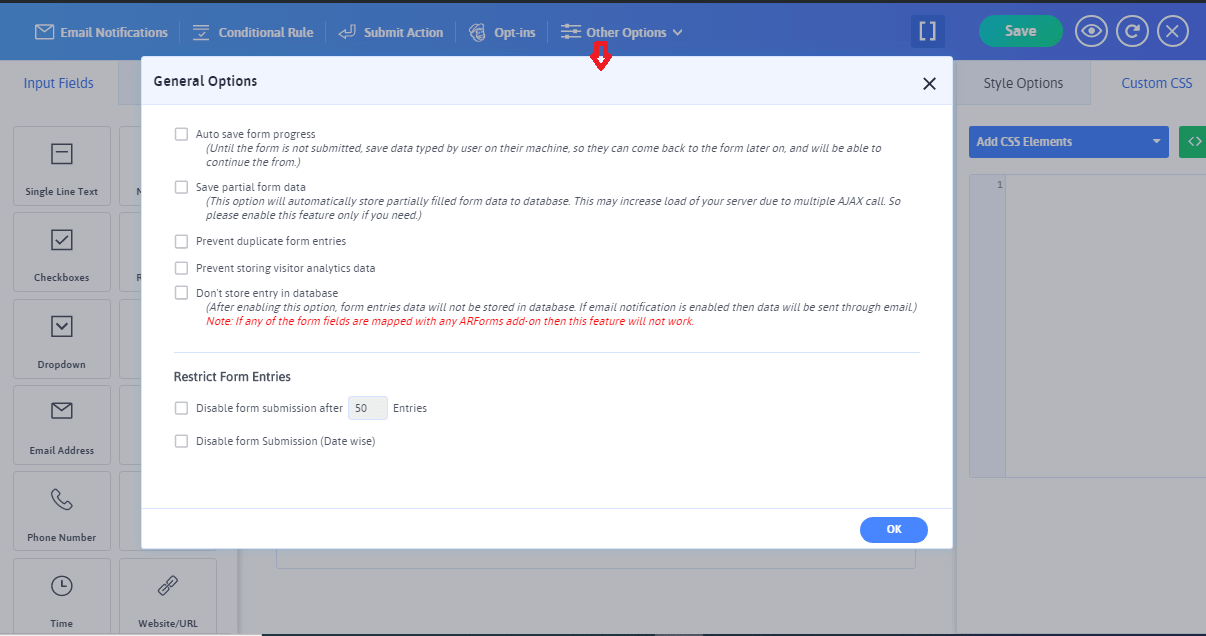 Email Notifications
Conditional Rule
Submit Action
Opt-ins
Other Options
[]
Save
Input Fields
General Options
Style Options
Custom CSS
Auto save form progress
(Until the form is not submitted, save data typed by user on their machine, so they can come back to the form later on, and will be able to
continue the from.)
Save partial form data
(This option will automatically store partially filled form data to database. This may increase load of your server due to multiple AJAX call. So
please enable this feature only if you need.)
Prevent duplicate form entries
Prevent storing visitor analytics data
Don't store entry in database
(After enabling this option, form entries data will not be stored in database. If email notification is enabled then data will be sent through email.)
Note: If any of the form fields are mapped with any ARForms add-on then this feature will not work.
Restrict Form Entries
Disable form submission after 50 Entries
Disable form Submission (Date wise)
OK
Single Line Text
Checkboxes
Dropdown
Email Address
Phone Number
Time
Website/URL
Add CSS Elements
<>
1